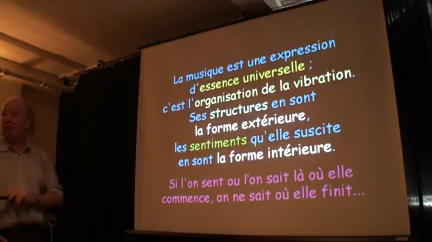 La musique est une expression
d'essence universelle ;
c'est l'organisation de la vibration.
Ses structures en sont
la forme extérieure,
les sentiments qu'elle suscite
en sont la forme intérieure.
Si l'on sent ou l'on sait là où elle
commence, on ne sait où elle finit...